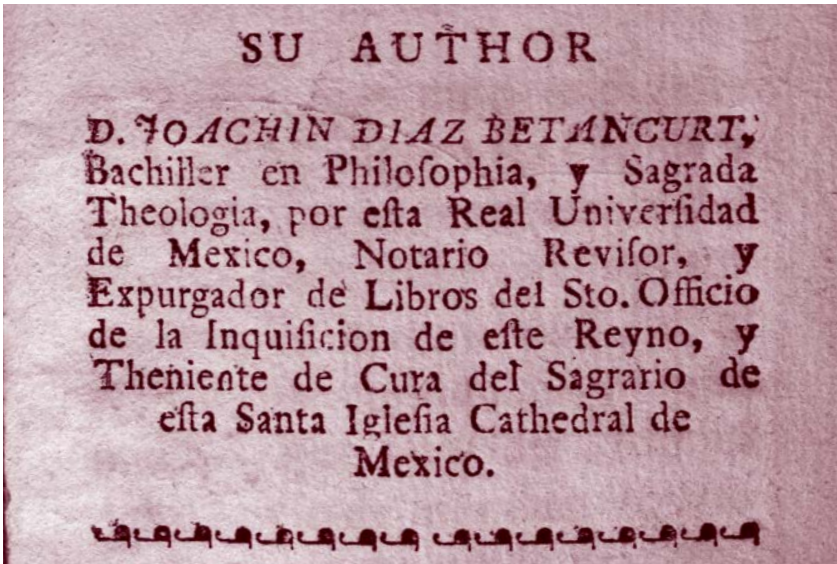 SU AUTHOR
D. JOACHIN DIAZ BETANCURT,
Bachiller en Philoſophia, y Sagrada
Theologia, por eſta Real Univerſidad
de Mexico, Notario Reviſor, y
Expurgador de Libros del Sto. Officio
de la Inquiſicion de eſte Reyno, y
Theniente de Cura del Sagrario de
eſta Santa Igleſia Cathedral de
Mexico.